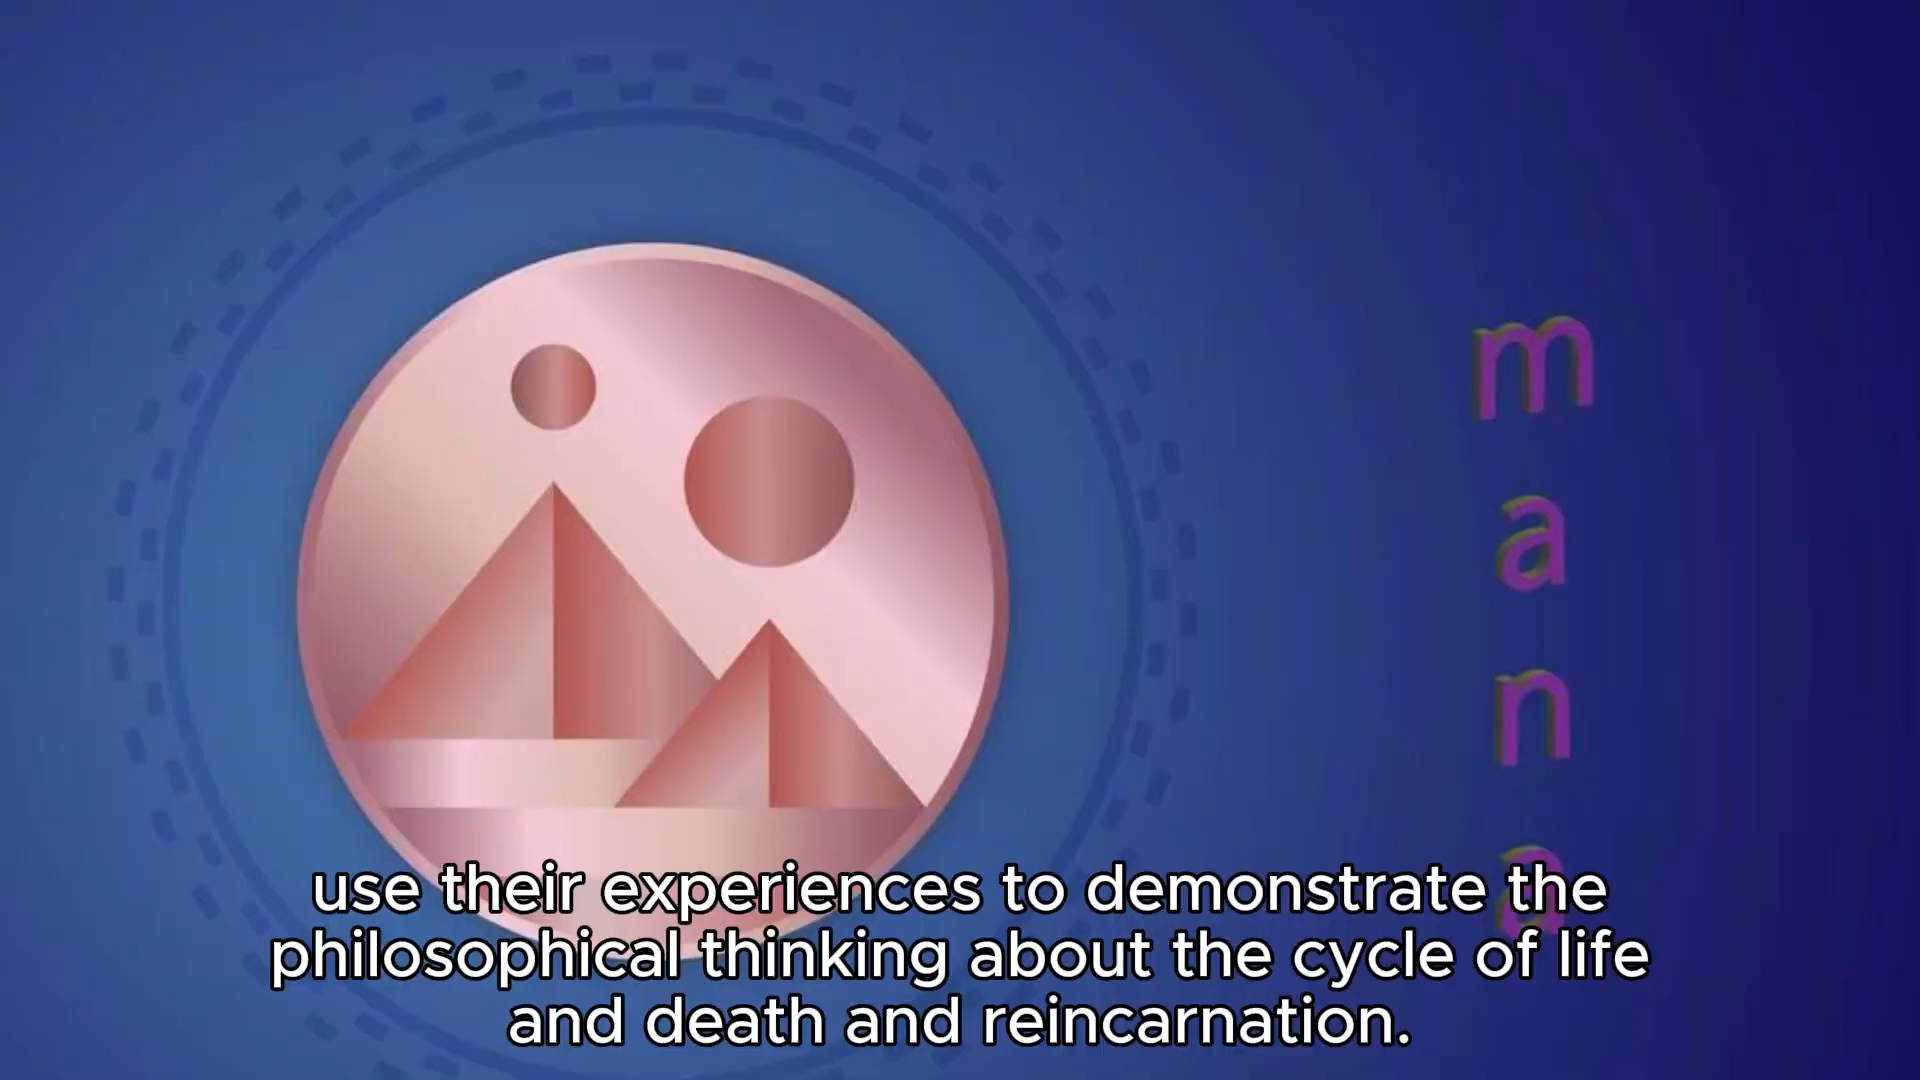 m
a
n
a
use their experiences to demonstrate the
philosophical thinking about the cycle of life
and death and reincarnation.